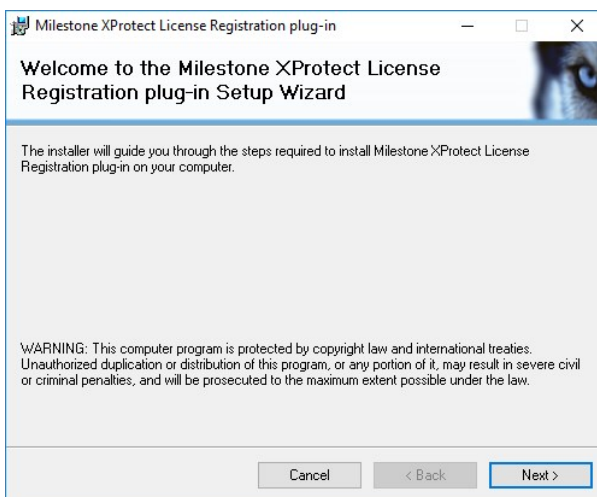 Milestone XProtect License Registration plug-in
Welcome to the Milestone XProtect License
Registration plug-in Setup Wizard
The installer will guide you through the steps required to install Milestone XProtect License
Registration plug-in on your computer.
WARNING: This computer program is protected by copyright law and international treaties.
Unauthorized duplication or distribution of this program, or any portion of it, may result in severe civil
or criminal penalties, and will be prosecuted to the maximum extent possible under the law.
Cancel
< Back
Next >